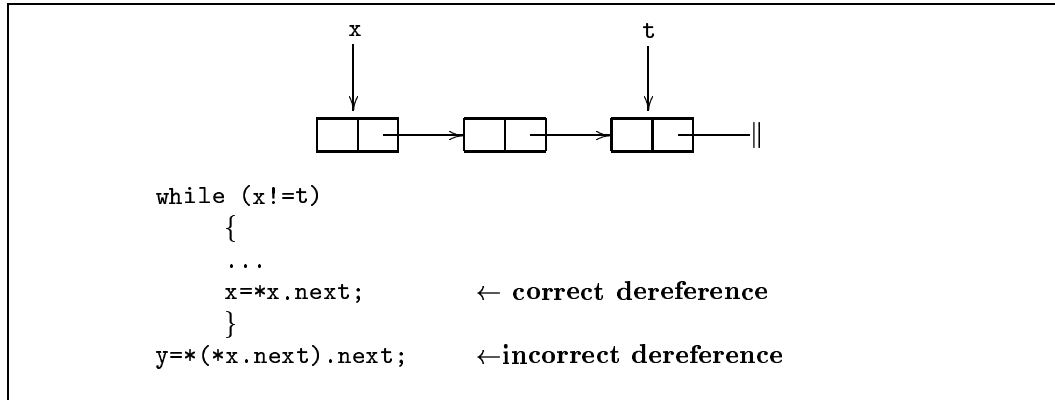 x t
while (x!=t)
{
...
x=*x.next; ← correct dereference
}
y=*(*x.next).next; ←incorrect dereference